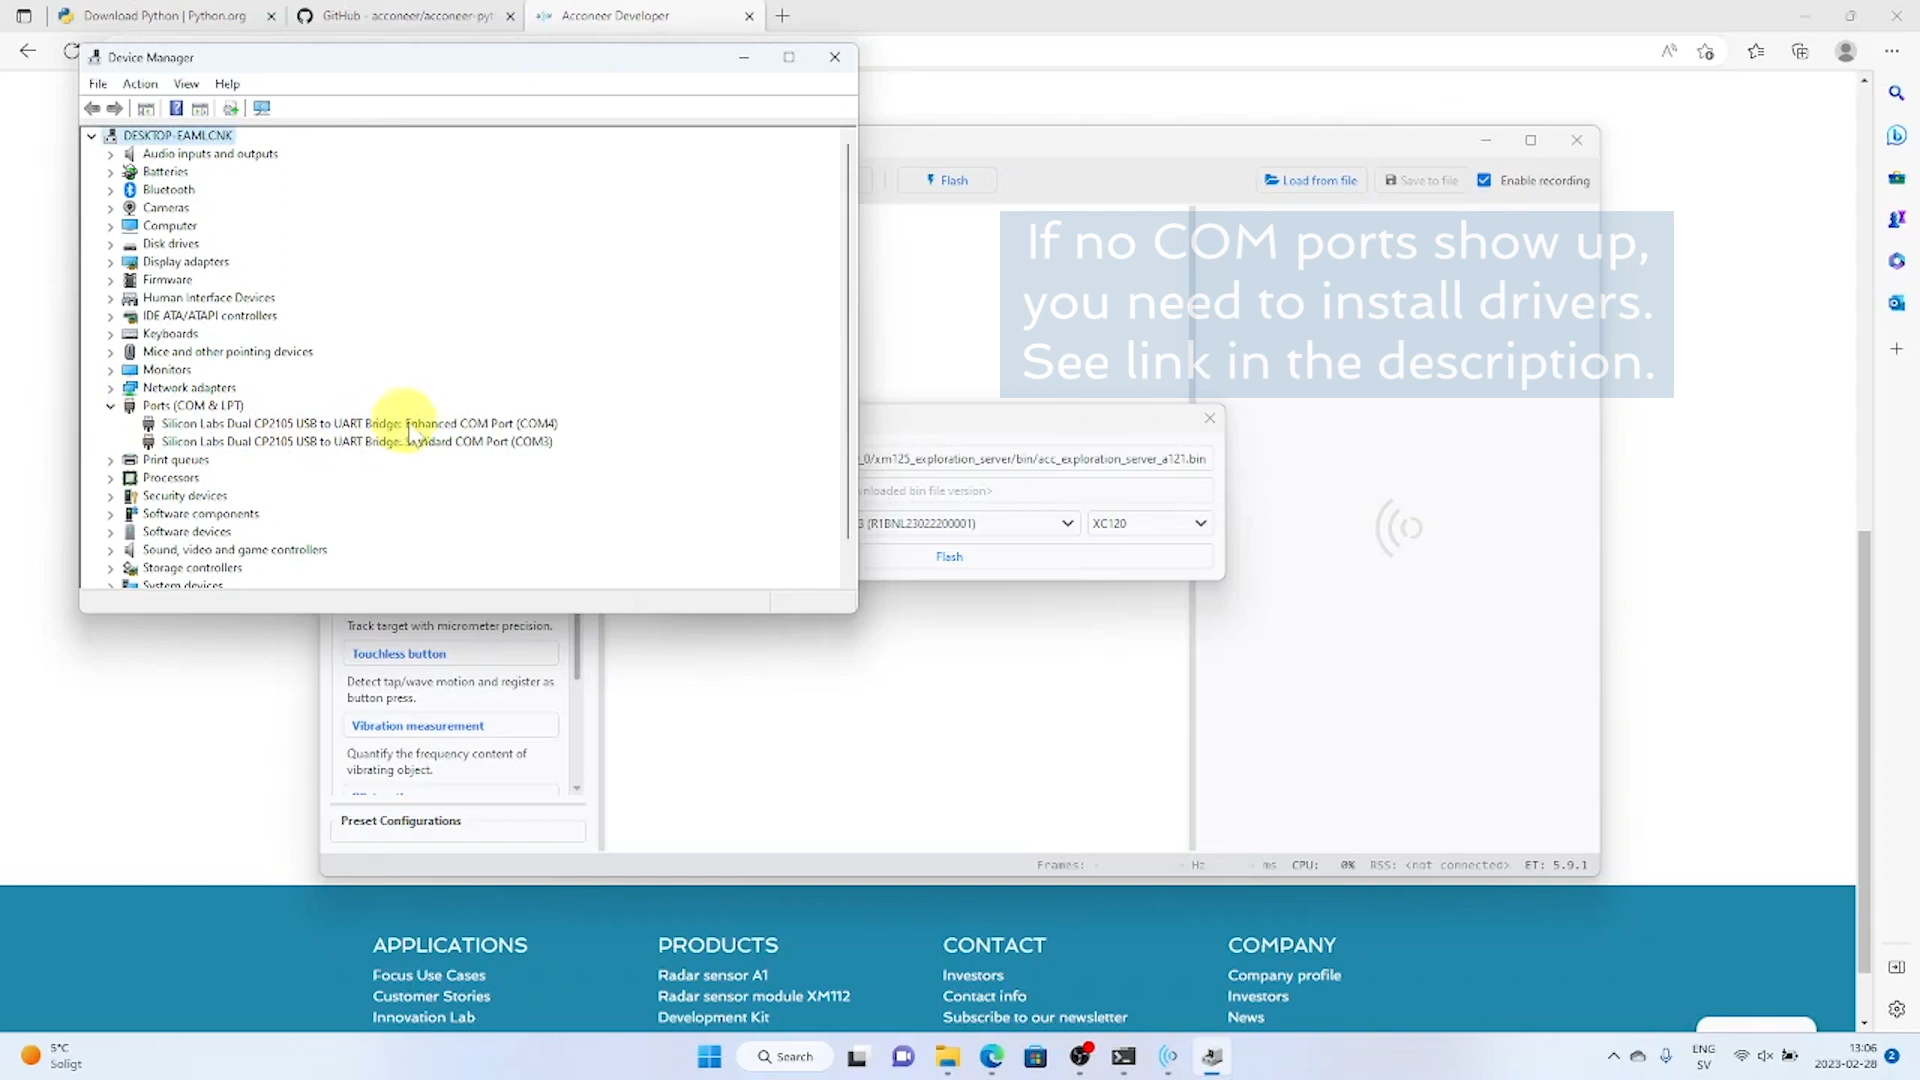 Download Python | Python.org
GitHub - acconeer/acconeer-pyt
Acconeer Developer
Device Manager
File Action View Help
DESKTOP-EAMLCNK
Audio inputs and outputs
Batteries
Bluetooth
Cameras
Computer
Disk drives
Display adapters
Firmware
Human Interface Devices
IDE ATA/ATAPI controllers
Keyboards
Mice and other pointing devices
Monitors
Network adapters
Ports (COM & LPT)
Silicon Labs Dual CP2105 USB to UART Bridge: Enhanced COM Port (COM4)
Silicon Labs Dual CP2105 USB to UART Bridge: Standard COM Port (COM3)
Print queues
Processors
Security devices
Software components
Software devices
Sound, video and game controllers
Storage controllers
System devices
Flash
Load from file
Save to file
Enable recording
If no COM ports show up,
you need to install drivers.
See link in the description.
_0/xm125_exploration_server/bin/acc_exploration_server_a121.bin
wnloaded bin file version>
3 (R1BNL23022200001)
XC120
Flash
Track target with micrometer precision.
Touchless button
Detect tap/wave motion and register as
button press.
Vibration measurement
Quantify the frequency content of
vibrating object.
Preset Configurations
Frames: - - Hz - ms CPU: 0% RSS: <not connected> ET: 5.9.1
APPLICATIONS
Focus Use Cases
Customer Stories
Innovation Lab
PRODUCTS
Radar sensor A1
Radar sensor module XM112
Development Kit
CONTACT
Investors
Contact info
Subscribe to our newsletter
COMPANY
Company profile
Investors
News
5°C
Soligt
Search
ENG
SV
13:06
2023-02-28
2